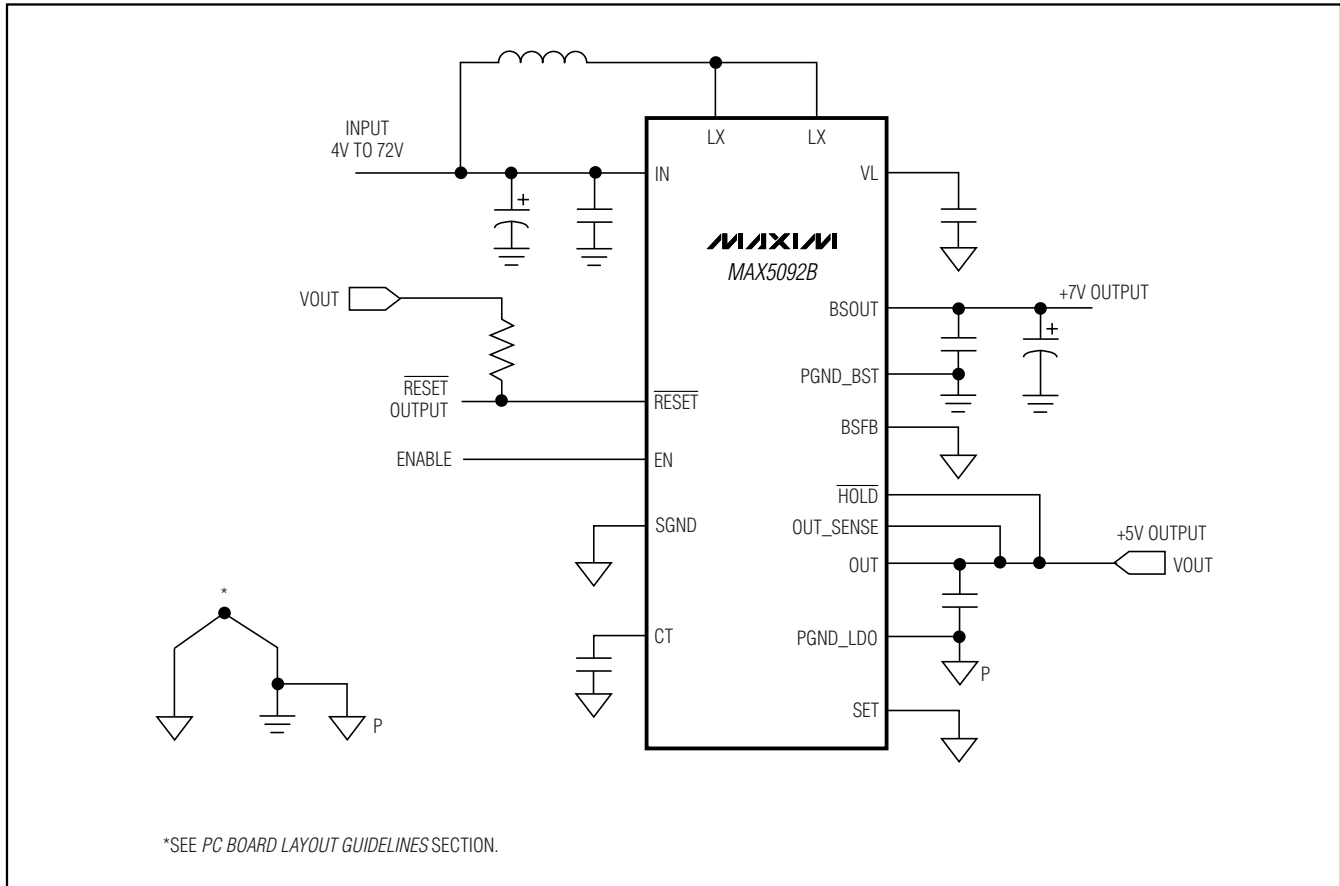 LX
LX
INPUT
4V TO 72V
IN
VL
+
MAXIM
MAX5092B
VOUT
BSOUT
+7V OUTPUT
+
PGND_BST
RESET
OUTPUT
RESET
BSFB
ENABLE
EN
HOLD
SGND
OUT_SENSE
+5V OUTPUT
OUT
VOUT
*
CT
PGND_LDO
P
SET
P
*SEE PC BOARD LAYOUT GUIDELINES SECTION.